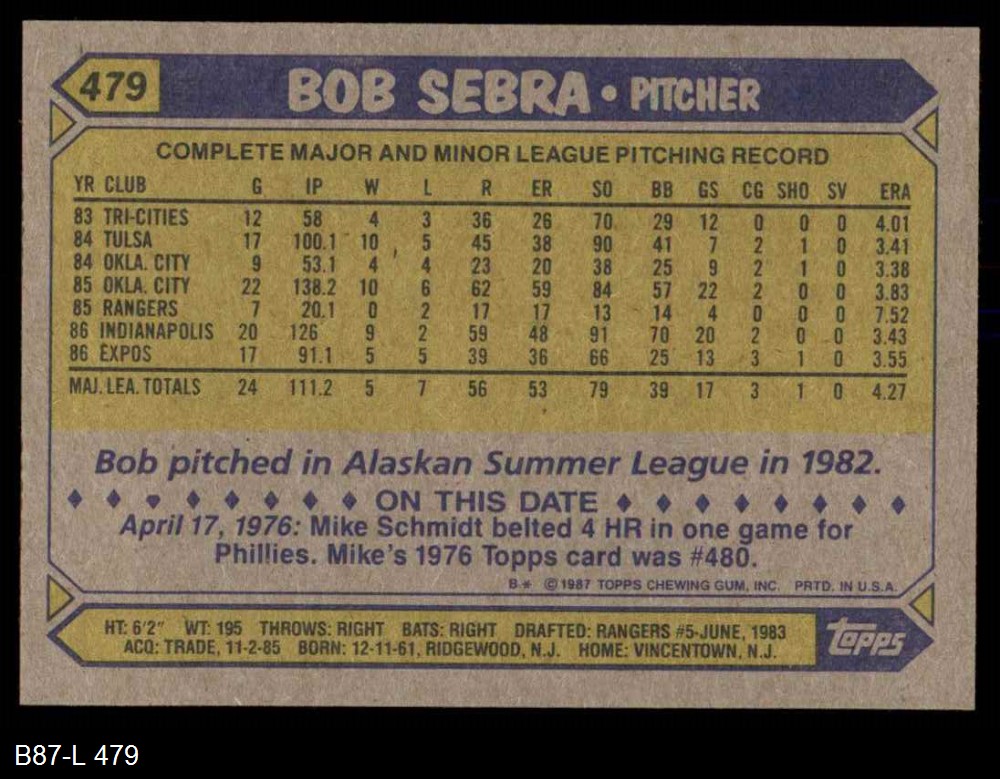 479 BOB SEBRA • PITCHER
COMPLETE MAJOR AND MINOR LEAGUE PITCHING RECORD
YR CLUB G IP W L R ER SO BB GS CG SHO SV ERA
83 TRI-CITIES 12 58 4 3 36 26 70 29 12 0 0 0 4.01
84 TULSA 17 100.1 10 5 45 38 90 41 7 2 1 0 3.41
84 OKLA. CITY 9 53.1 4 4 23 20 38 25 9 2 1 0 3.38
85 OKLA. CITY 22 138.2 10 6 62 59 84 57 22 2 0 0 3.83
85 RANGERS 7 20.1 0 2 17 17 13 14 4 0 0 0 7.52
86 INDIANAPOLIS 20 126 9 2 59 48 91 70 20 2 0 0 3.43
86 EXPOS 17 91.1 5 5 39 36 66 25 13 3 1 0 3.55
MAJ. LEA. TOTALS 24 111.2 5 7 56 53 79 39 17 3 1 0 4.27
Bob pitched in Alaskan Summer League in 1982.
♦ ♦ ♦ ♦ ♦ ♦ ♦ ♦ ON THIS DATE ♦ ♦ ♦ ♦ ♦ ♦ ♦ ♦
April 17, 1976: Mike Schmidt belted 4 HR in one game for
Phillies. Mike's 1976 Topps card was #480.
B* ©1987 TOPPS CHEWING GUM, INC. PRTD. IN U.S.A.
HT: 6'2" WT: 195 THROWS: RIGHT BATS: RIGHT DRAFTED: RANGERS #5-JUNE, 1983
ACQ: TRADE, 11-2-85 BORN: 12-11-61, RIDGEWOOD, N.J. HOME: VINCENTOWN, N.J.
topps
B87-L 479